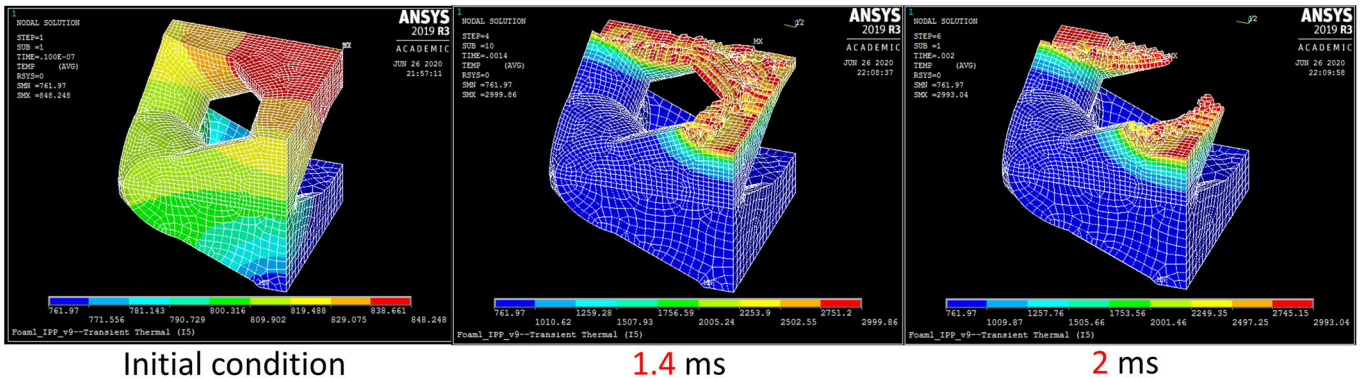 1
NODAL SOLUTION
STEP=1
SUB =1
TIME=.100E-07
TEMP (AVG)
RSYS=0
SMN =761.97
SMX =848.248
ANSYS
2019 R3
ACADEMIC
JUN 26 2020
21:57:11
MX
MN
761.97 781.143 800.316 819.488 838.661
771.556 790.729 809.902 829.075 848.248
Foam1_IPP_v9--Transient Thermal (I5)
Initial condition
1
NODAL SOLUTION
STEP=4
SUB =10
TIME=.0014
TEMP (AVG)
RSYS=0
SMN =761.97
SMX =2999.86
ANSYS
2019 R3
ACADEMIC
JUN 26 2020
22:08:37
MX
MN
761.97 1259.28 1756.59 2253.9 2751.2
1010.62 1507.93 2005.24 2502.55 2999.86
Foam1_IPP_v9--Transient Thermal (I5)
1.4 ms
1
NODAL SOLUTION
STEP=6
TIME=.002
TEMP (AVG)
RSYS=0
SMN =761.97
SMX =2993.04
ANSYS
2019 R3
ACADEMIC
JUN 26 2020
22:09:58
MX
MN
761.97 1257.76 1753.56 2249.35 2745.15
1009.87 1505.66 2001.46 2497.25 2993.04
Foam1_IPP_v9--Transient Thermal (I5)
2 ms